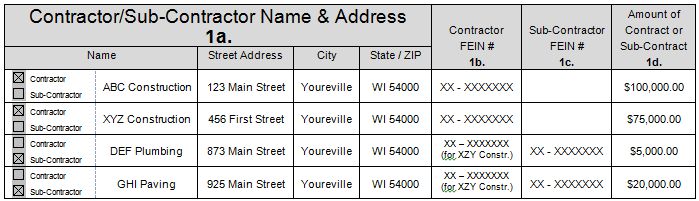 Contractor/Sub-Contractor Name & Address
1a.
Contractor
FEIN #
1b.
Sub-Contractor
FEIN #
1c.
Amount of
Contract or
Sub-Contract
1d.
Name Street Address City State / ZIP
Contractor
Sub-Contractor
ABC Construction 123 Main Street Youreville WI 54000 XX - XXXXXXX $100,000.00
Contractor
Sub-Contractor
XYZ Construction 456 First Street Youreville WI 54000 XX - XXXXXXX $75,000.00
Contractor
Sub-Contractor
DEF Plumbing 873 Main Street Youreville WI 54000 XX – XXXXXXX
(for XZY Constr.)
XX - XXXXXXX $5,000.00
Contractor
Sub-Contractor
GHI Paving 925 Main Street Youreville WI 54000 XX – XXXXXXX
(for XZY Constr.)
XX - XXXXXXX $20,000.00